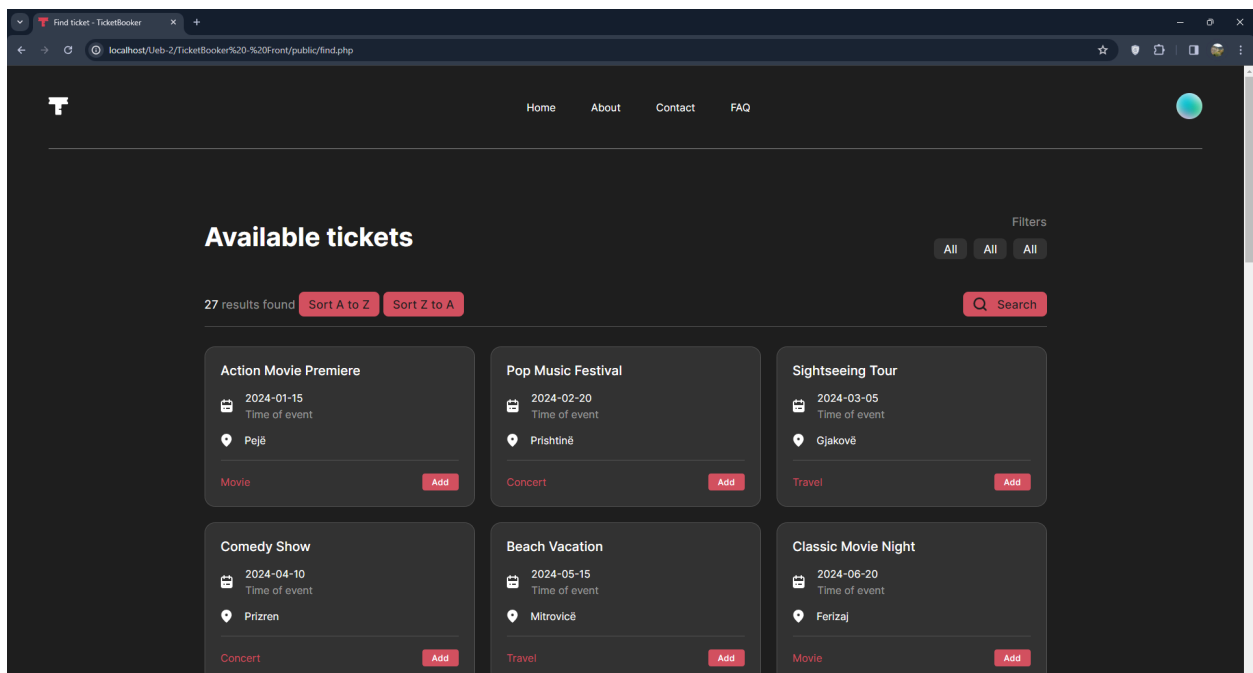 Find ticket - TicketBooker
localhost/Ueb-2/TicketBooker%20-%20Front/public/find.php
Home About Contact FAQ
Filters
Available tickets
All All All
27 results found Sort A to Z Sort Z to A Search
Action Movie Premiere
2024-01-15
Time of event
Pejë
Movie Add
Pop Music Festival
2024-02-20
Time of event
Prishtinë
Concert Add
Sightseeing Tour
2024-03-05
Time of event
Gjakovë
Travel Add
Comedy Show
2024-04-10
Time of event
Prizren
Concert Add
Beach Vacation
2024-05-15
Time of event
Mitrovicë
Travel Add
Classic Movie Night
2024-06-20
Time of event
Ferizaj
Movie Add